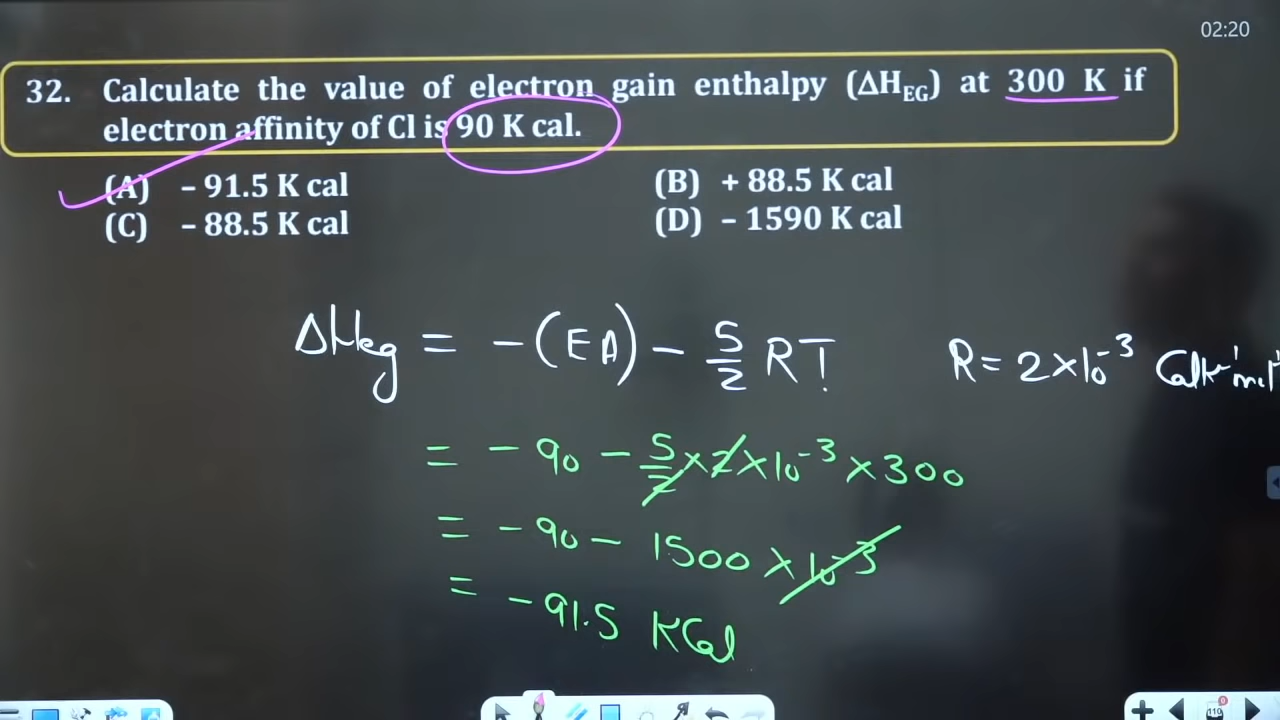 02:20
32. Calculate the value of electron gain enthalpy (ΔH_EG) at 300 K if
electron affinity of Cl is 90 K cal.
(A) – 91.5 K cal (B) + 88.5 K cal
(C) – 88.5 K cal (D) – 1590 K cal
ΔHeg = -(EA) - 5/2 RT R = 2×10⁻³
= -90 - 5/2 × 2 × 10⁻³ × 300
= -90 - 1500 × 10⁻³
= -91.5 KCal